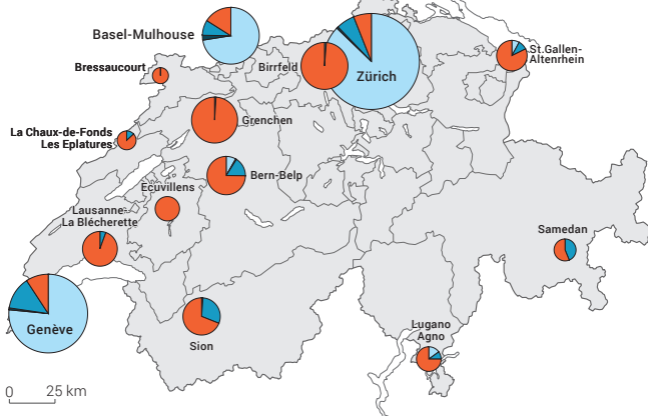 Basel-Mulhouse
Bressaucourt
Birrfeld
Zürich
St.Gallen-
Altenrhein
La Chaux-de-Fonds
Les Eplatures
Grenchen
Bern-Belp
Ecuvillens
Lausanne-
La Blécherette
Samedan
Genève
Sion
Lugano
Agno
0 25 km